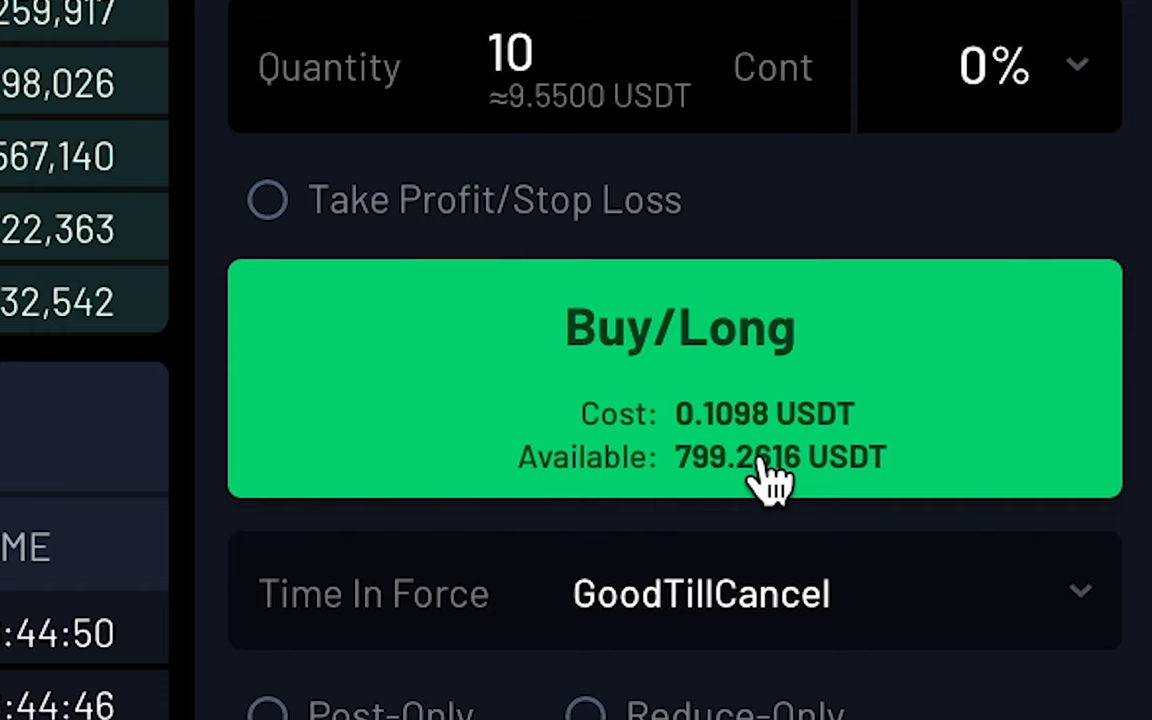 259,917
98,026
567,140
22,363
32,542
ME
:44:50
:44:46
Quantity 10 Cont 0%
≈9.5500 USDT
Take Profit/Stop Loss
Buy/Long
Cost: 0.1098 USDT
Available: 799.2616 USDT
Time In Force GoodTillCancel
Post-Only Reduce-Only